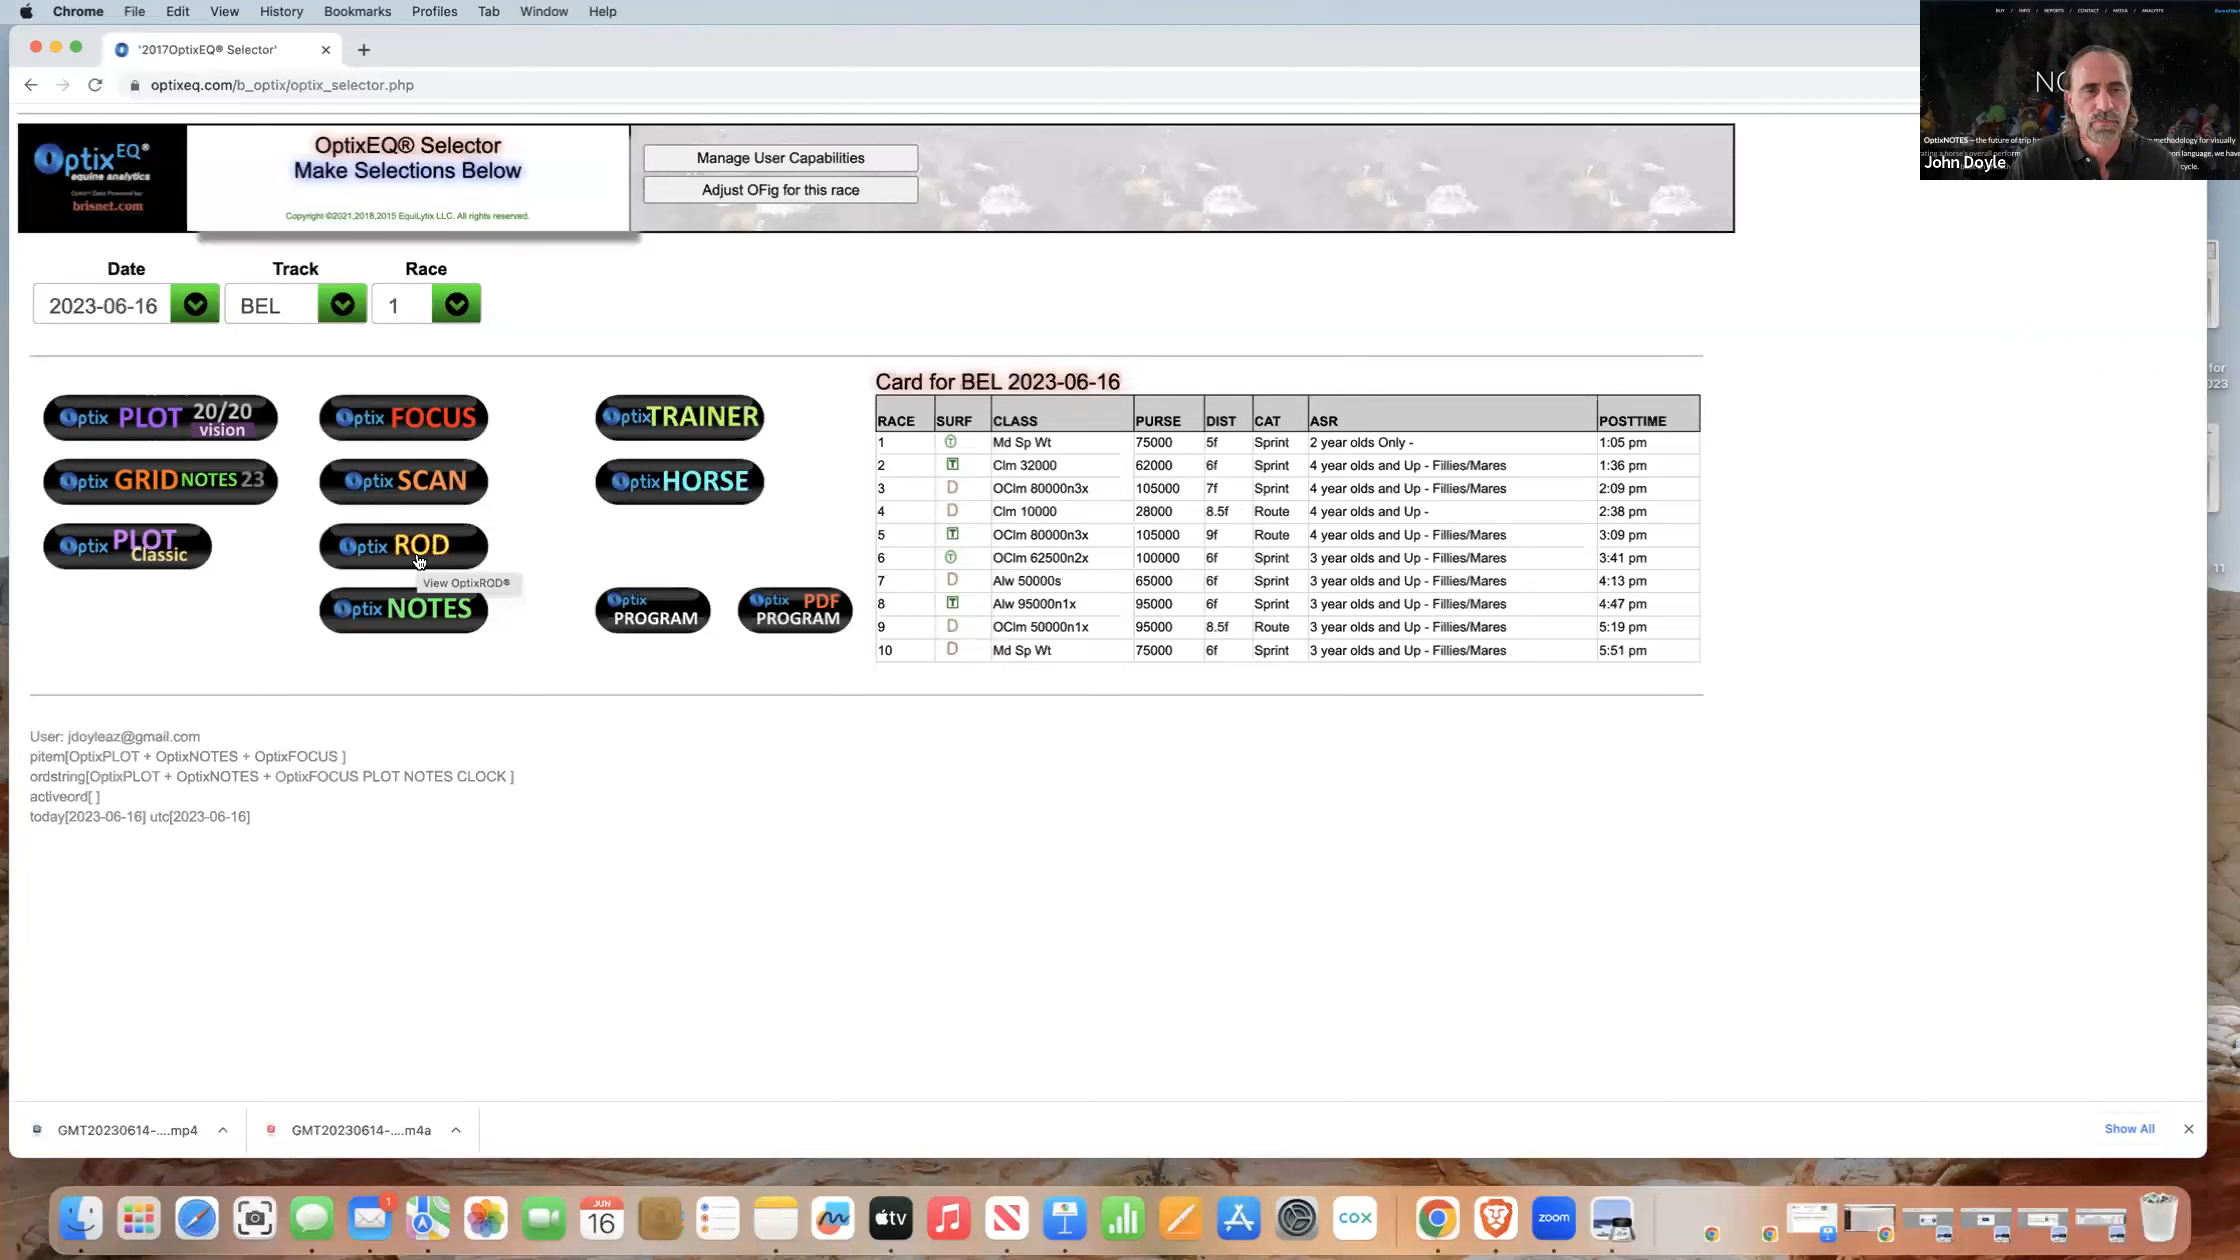 Chrome File Edit View History Bookmarks Profiles Tab Window Help
'2017OptixEQ® Selector'
optixeq.com/b_optix/optix_selector.php
OptixEQ®
equine analytics
brisnet.com
OptixEQ® Selector
Make Selections Below
Copyright ©2021,2018,2015 EquiLytix LLC. All rights reserved.
Manage User Capabilities
Adjust OFig for this race
BUY / INFO / REPORTS / CONTACT / MEDIA / ANALYSTS
John Doyle
Date Track Race
2023-06-16 BEL 1
Optix PLOT 20/20 vision
Optix FOCUS
Optix TRAINER
Optix GRID NOTES 23
Optix SCAN
Optix HORSE
Optix PLOT Classic
Optix ROD
View OptixROD®
Optix NOTES
Optix PROGRAM
Optix PDF PROGRAM
Card for BEL 2023-06-16
RACE SURF CLASS PURSE DIST CAT ASR POSTTIME
1 T Md Sp Wt 75000 5f Sprint 2 year olds Only - 1:05 pm
2 T Clm 32000 62000 6f Sprint 4 year olds and Up - Fillies/Mares 1:36 pm
3 D OClm 80000n3x 105000 7f Sprint 4 year olds and Up - Fillies/Mares 2:09 pm
4 D Clm 10000 28000 8.5f Route 4 year olds and Up - 2:38 pm
5 T OClm 80000n3x 105000 9f Route 4 year olds and Up - Fillies/Mares 3:09 pm
6 T OClm 62500n2x 100000 6f Sprint 3 year olds and Up - Fillies/Mares 3:41 pm
7 D Alw 50000s 65000 6f Sprint 3 year olds and Up - Fillies/Mares 4:13 pm
8 T Alw 95000n1x 95000 6f Sprint 3 year olds and Up - Fillies/Mares 4:47 pm
9 D OClm 50000n1x 95000 8.5f Route 3 year olds and Up - Fillies/Mares 5:19 pm
10 D Md Sp Wt 75000 6f Sprint 3 year olds and Up - Fillies/Mares 5:51 pm
User: jdoyleaz@gmail.com
pitem[OptixPLOT + OptixNOTES + OptixFOCUS ]
ordstring[OptixPLOT + OptixNOTES + OptixFOCUS PLOT NOTES CLOCK ]
activeord[ ]
today[2023-06-16] utc[2023-06-16]
GMT20230614-....mp4
GMT20230614-....m4a
Show All
1
JUN
16
tv
COX
zoom